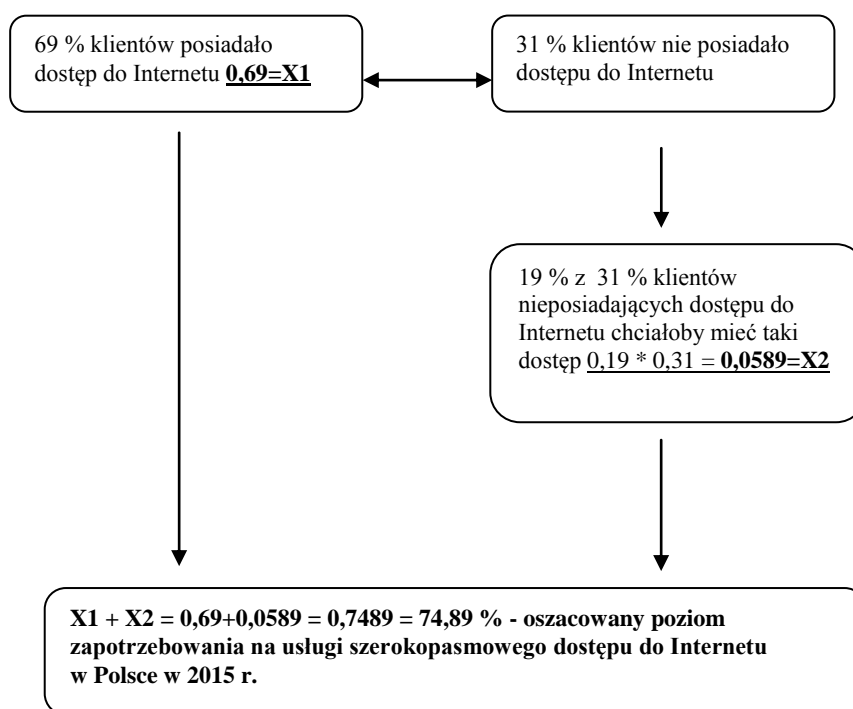 69 % klientów posiadało
dostęp do Internetu 0,69=X1
31 % klientów nie posiadało
dostępu do Internetu
19 % z 31 % klientów
nieposiadających dostępu do
Internetu chciałoby mieć taki
dostęp 0,19 * 0,31 = 0,0589=X2
X1 + X2 = 0,69+0,0589 = 0,7489 = 74,89 % - oszacowany poziom
zapotrzebowania na usługi szerokopasmowego dostępu do Internetu
w Polsce w 2015 r.